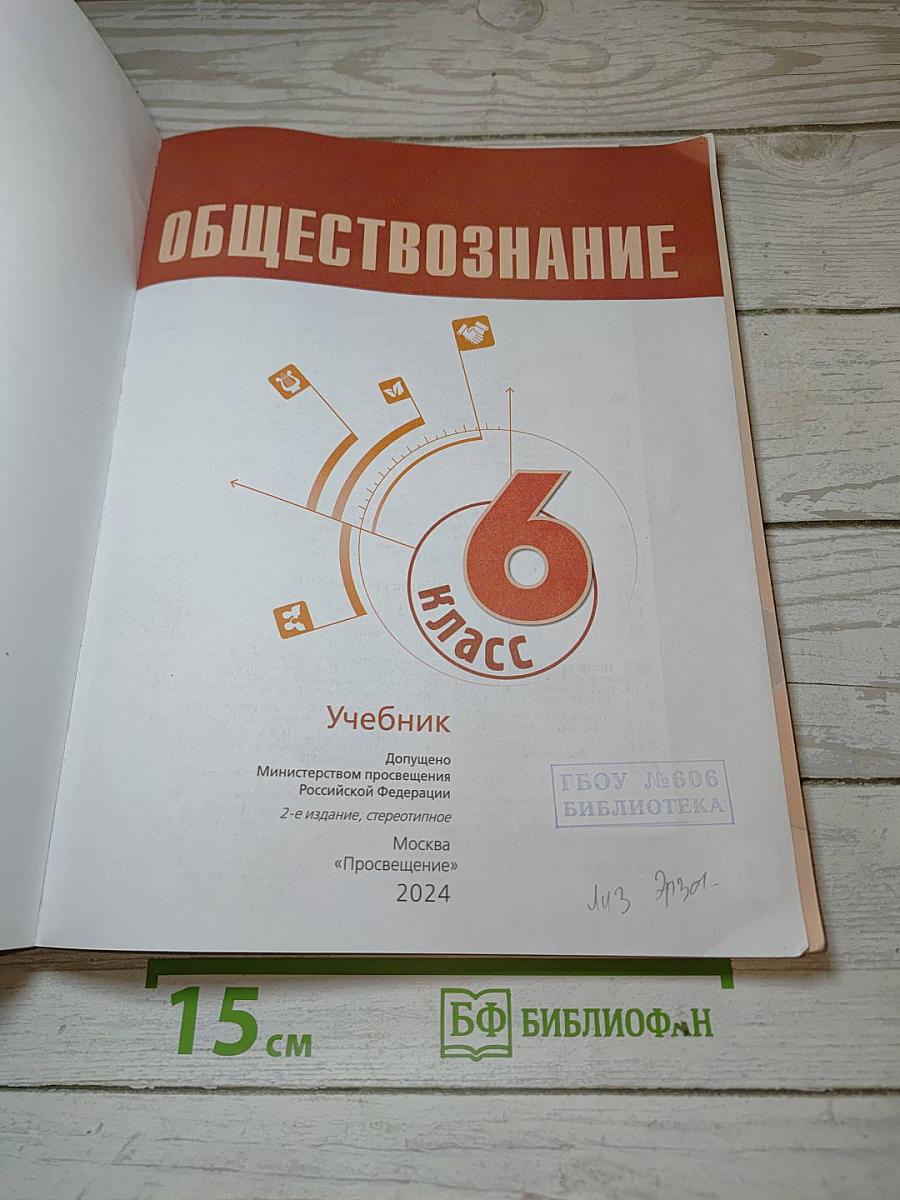 ОБЩЕСТВОЗНАНИЕ
6
класс
Учебник
Допущено
Министерством просвещения
Российской Федерации
2-е издание, стереотипное
Москва
«Просвещение»
2024
ГБОУ №606
БИБЛИОТЕКА
15 см
БФ БИБЛИОФАН